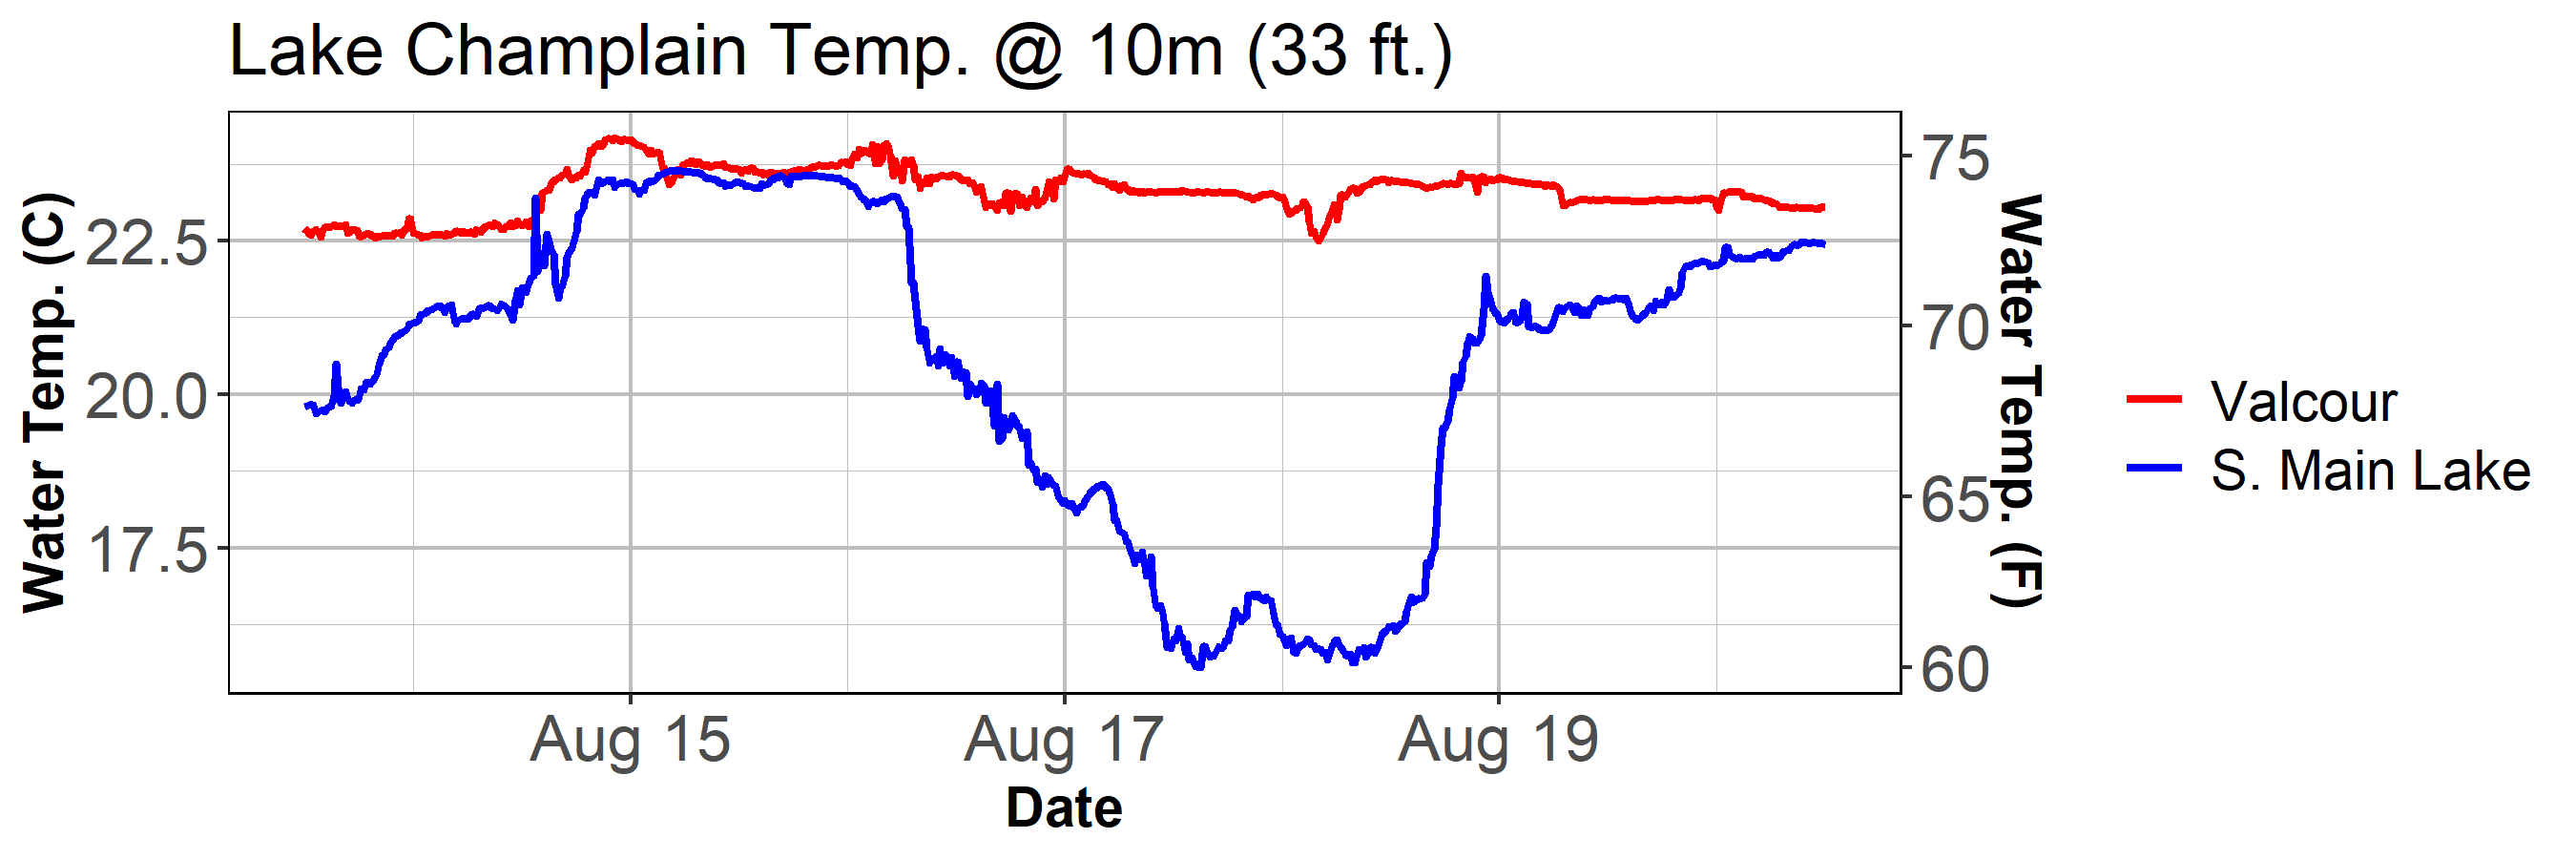 Lake Champlain Temp. @ 10m (33 ft.)
Water Temp. (C)
22.5
20.0
17.5
75
70
65
60
Water Temp. (F)
Aug 15 Aug 17 Aug 19
Date
Valcour
S. Main Lake